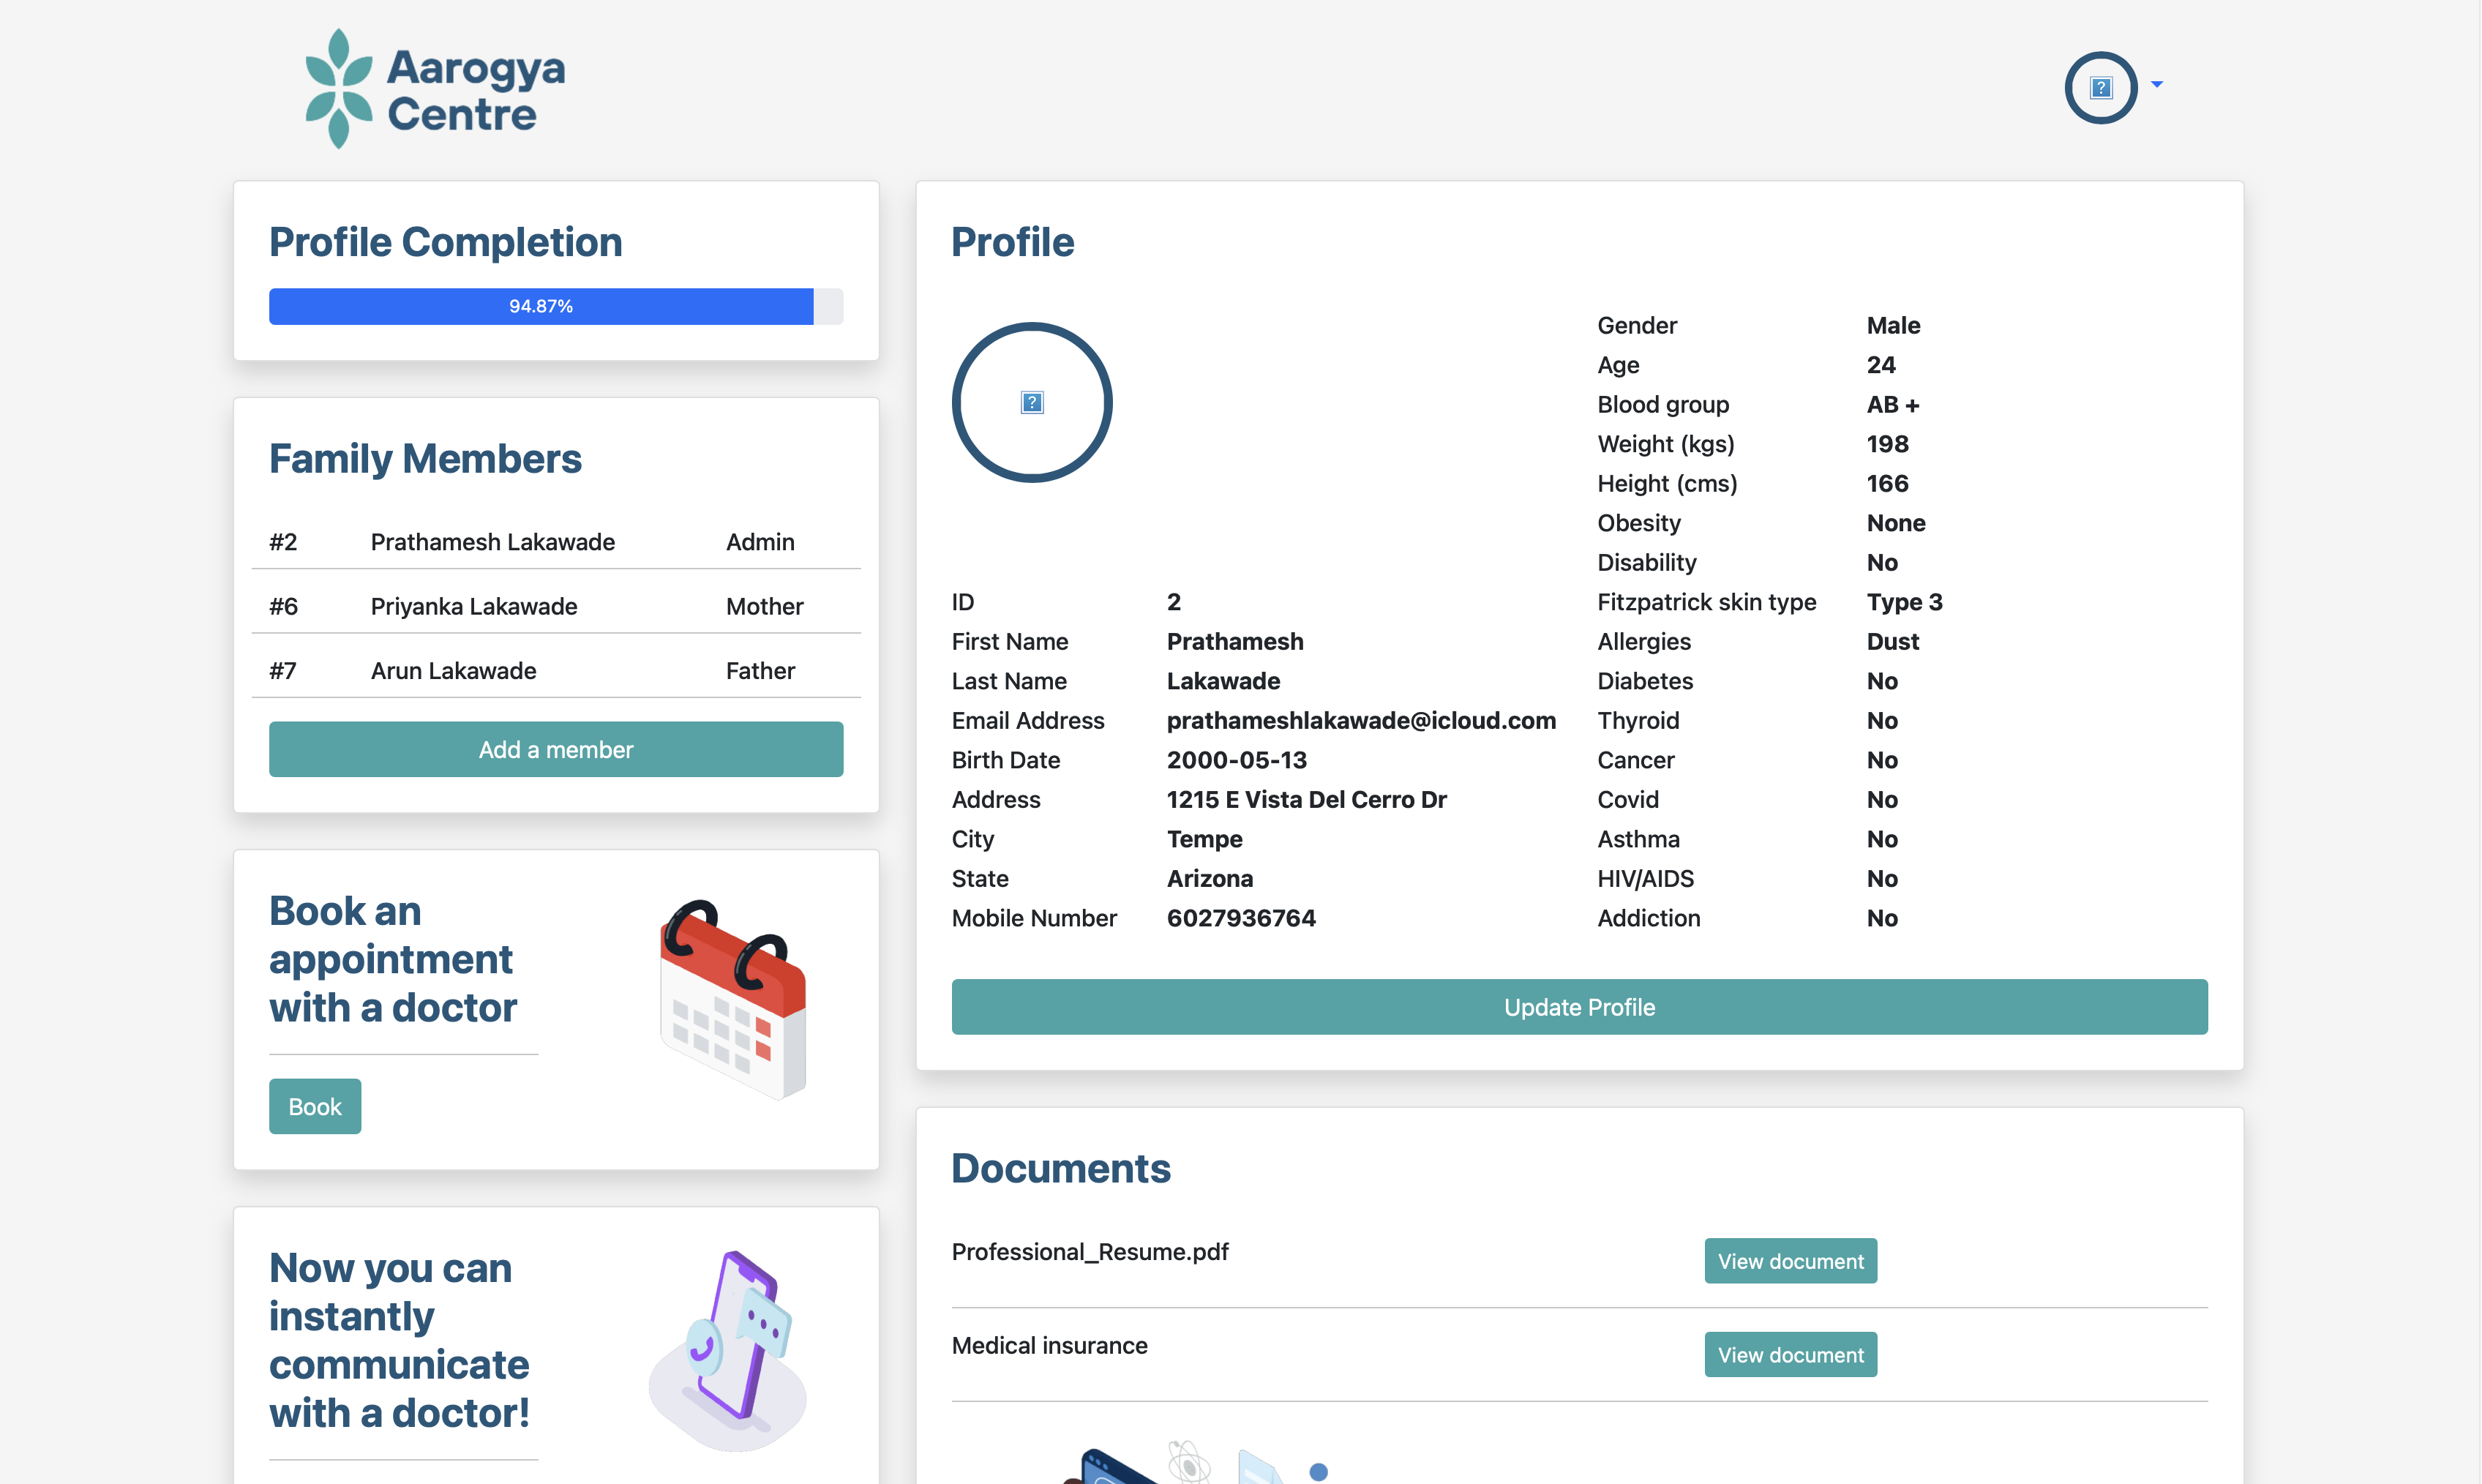 Aarogya
Centre
Profile Completion
94.87%
Family Members
#2 Prathamesh Lakawade Admin
#6 Priyanka Lakawade Mother
#7 Arun Lakawade Father
Add a member
Book an
appointment
with a doctor
Book
Now you can
instantly
communicate
with a doctor!
Profile
ID 2
First Name Prathamesh
Last Name Lakawade
Email Address prathameshlakawade@icloud.com
Birth Date 2000-05-13
Address 1215 E Vista Del Cerro Dr
City Tempe
State Arizona
Mobile Number 6027936764
Gender Male
Age 24
Blood group AB +
Weight (kgs) 198
Height (cms) 166
Obesity None
Disability No
Fitzpatrick skin type Type 3
Allergies Dust
Diabetes No
Thyroid No
Cancer No
Covid No
Asthma No
HIV/AIDS No
Addiction No
Update Profile
Documents
Professional_Resume.pdf View document
Medical insurance View document